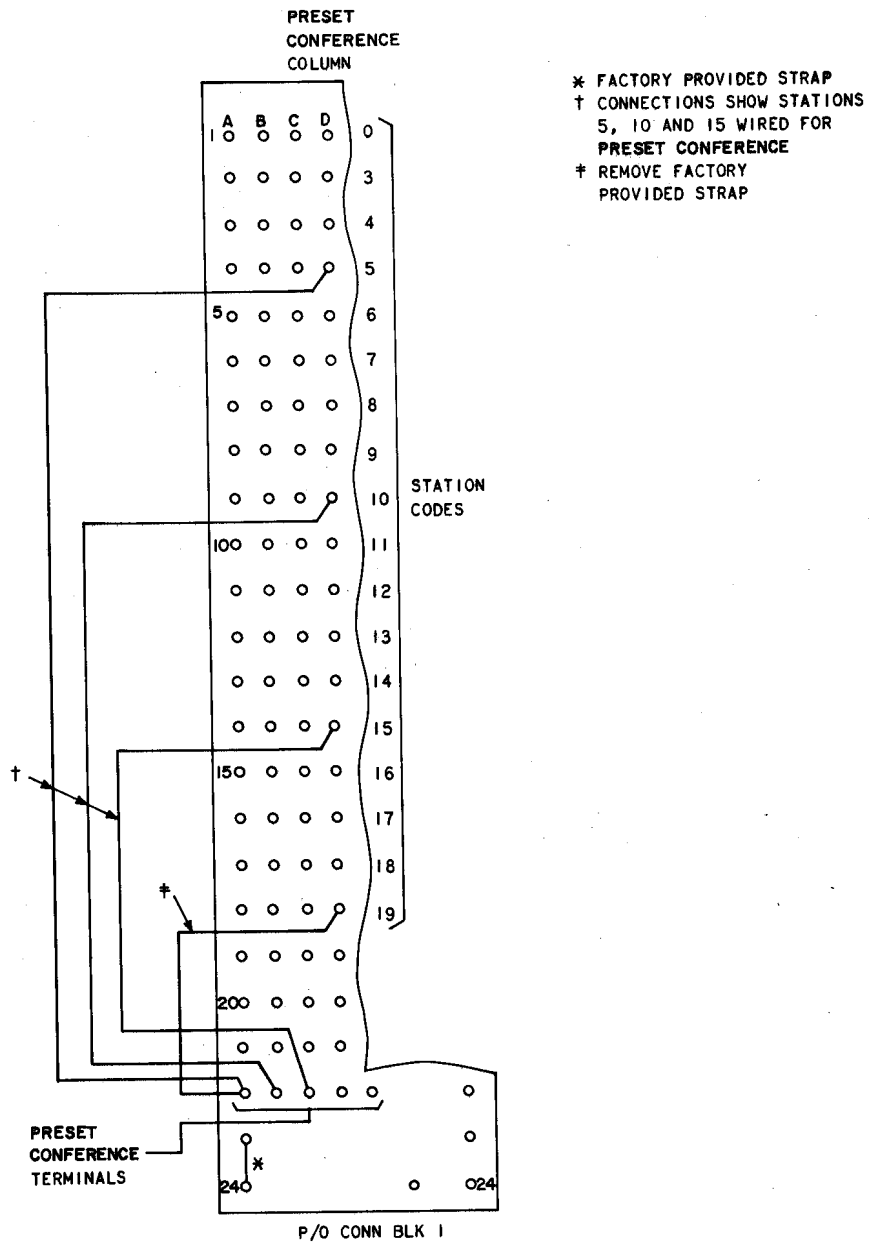 PRESET
CONFERENCE
COLUMN
* FACTORY PROVIDED STRAP
† CONNECTIONS SHOW STATIONS
5, 10 AND 15 WIRED FOR
PRESET CONFERENCE
‡ REMOVE FACTORY
PROVIDED STRAP
A B C D
1 0
3
4
5
5 6
7
8
9
10
STATION
CODES
10 11
12
13
14
15
†
15 16
17
18
‡
19
20
PRESET
CONFERENCE
TERMINALS
*
24 24
P/O CONN BLK 1